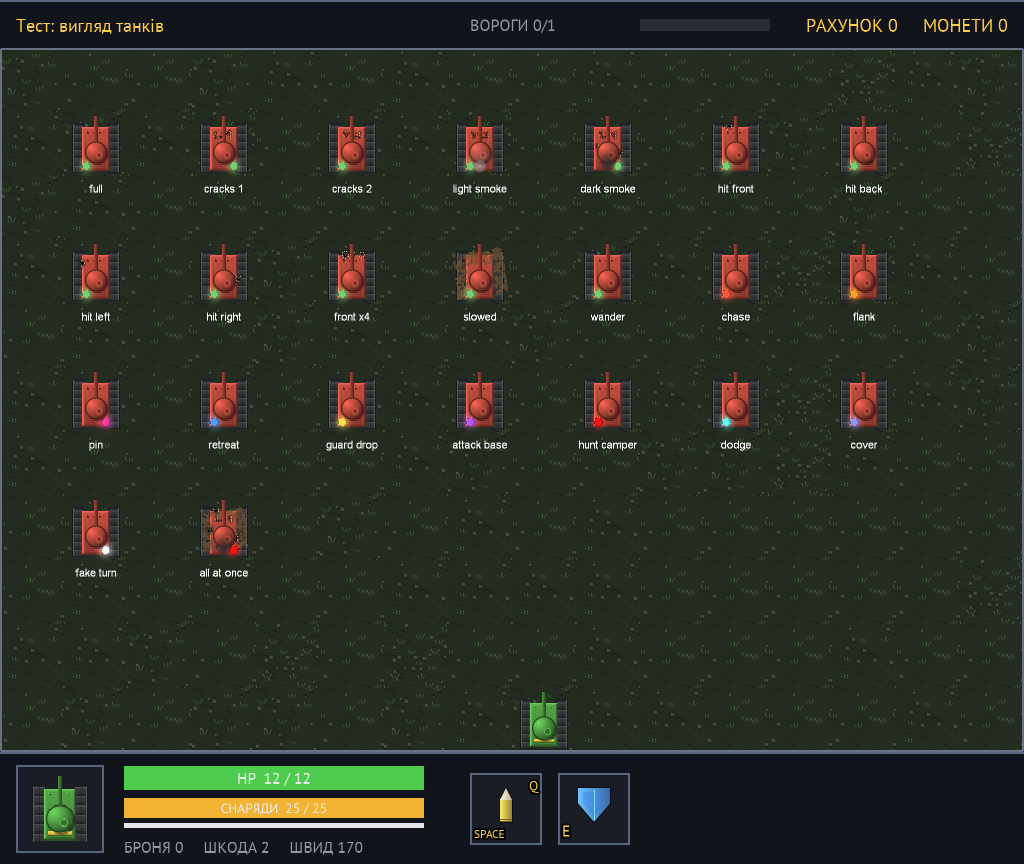 Тест: вигляд танків
ВОРОГИ 0/1
РАХУНОК 0
МОНЕТИ 0
full
cracks 1
cracks 2
light smoke
dark smoke
hit front
hit back
hit left
hit right
front x4
slowed
wander
chase
flank
pin
retreat
guard drop
attack base
hunt camper
dodge
cover
fake turn
all at once
HP 12 / 12
СНАРЯДИ 25 / 25
БРОНЯ 0
ШКОДА 2
ШВИД 170
Q
SPACE
E